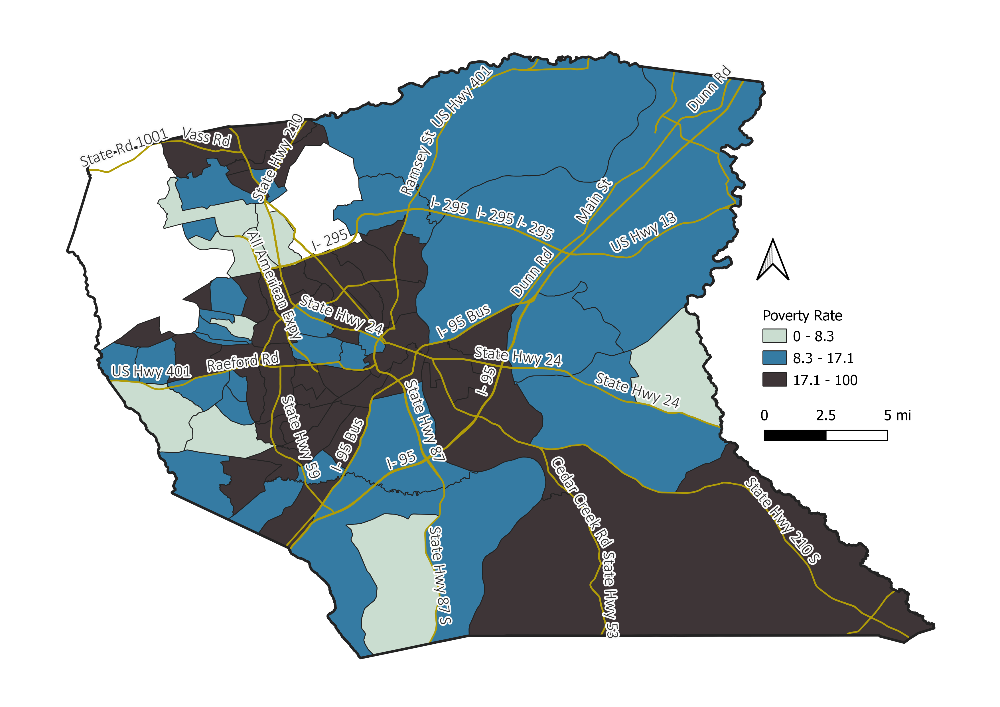 US Hwy 401
Dunn Rd
State Rd 1001
Vass Rd
State Hwy 210
Ramsey St
Main St
I- 295
I- 295
I- 295
US Hwy 13
I- 295
All American Expy
Dunn Rd
State Hwy 24
I- 95 Bus
Poverty Rate
0 - 8.3
8.3 - 17.1
17.1 - 100
State Hwy 24
Raeford Rd
US Hwy 401
I- 95
State Hwy 24
State Hwy 87
State Hwy 59
I- 95 Bus
0 2.5 5 mi
I- 95
Cedar Creek Rd
State Hwy 210 S
State Hwy 87 S
State Hwy 53